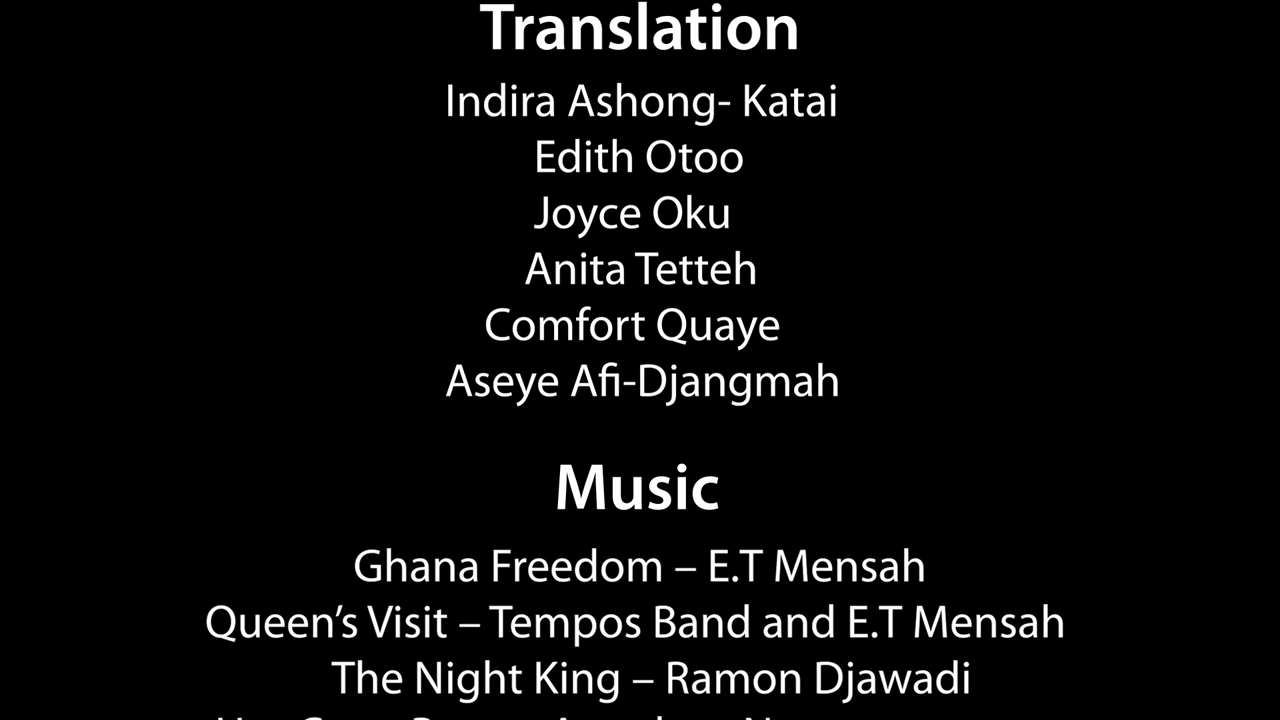 Translation
Indira Ashong- Katai
Edith Otoo
Joyce Oku
Anita Tetteh
Comfort Quaye
Aseye Afi-Djangmah
Music
Ghana Freedom – E.T Mensah
Queen’s Visit – Tempos Band and E.T Mensah
The Night King – Ramon Djawadi